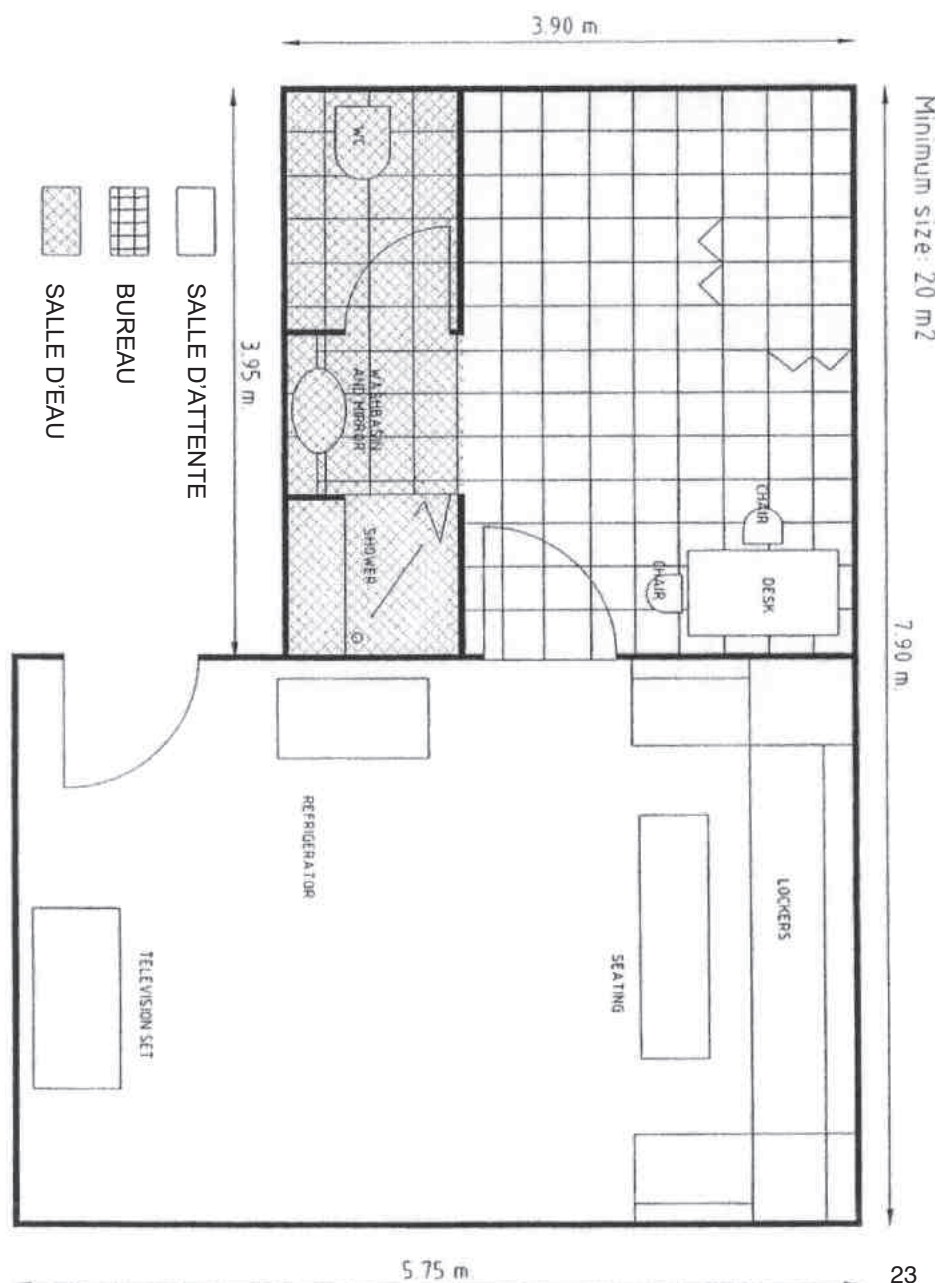 Minimum size: 20 m2
3.90 m
7.90 m.
3.95 m.
5.75 m
WC
WASHBASIN
AND MIRROR
SHOWER
CHAIR
CHAIR
DESK
LOCKERS
SEATING
REFRIGERATOR
TELEVISION SET
SALLE D'ATTENTE
BUREAU
SALLE D'EAU
23